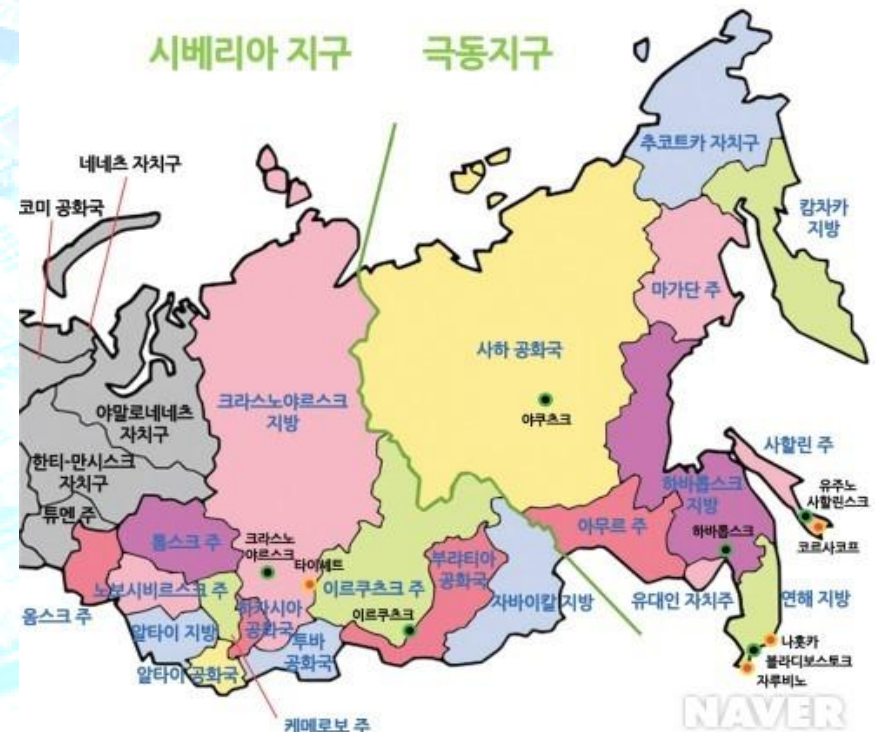 시베리아 지구
극동지구
네네츠 자치구
코미 공화국
야말로네네츠
자치구
한티-만시스크
자치구
튜멘 주
옴스크 주
톰스크 주
노보시비르스크 주
알타이 지방
알타이 공화국
케메로보 주
크라스노야르스크
지방
크라스노
야르스크
타이셰트
하자시아
공화국
투바
공화국
이르쿠츠크 주
이르쿠츠크
부라티아
공화국
자바이칼 지방
사하 공화국
야쿠츠크
추코트카 자치구
캄차카
지방
마가단 주
하바롭스크
지방
하바롭스크
아무르 주
유대인 자치주
사할린 주
유주노
사할린스크
코르사코프
연해 지방
나훗카
블라디보스토크
자루비노
NAVER